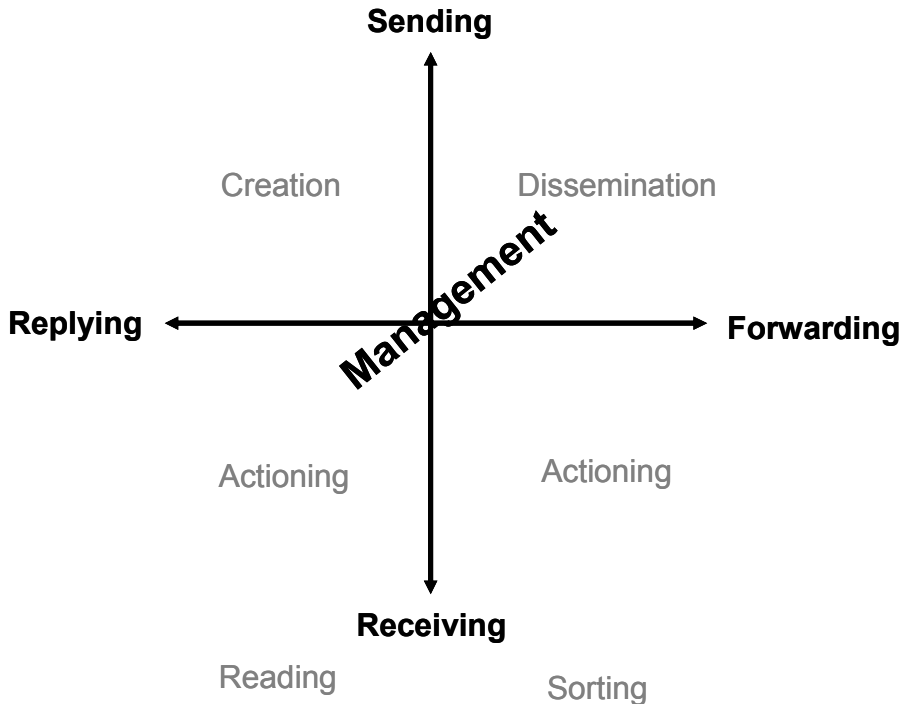 Sending
Creation
Dissemination
Management
Replying
Forwarding
Actioning
Actioning
Receiving
Reading
Sorting